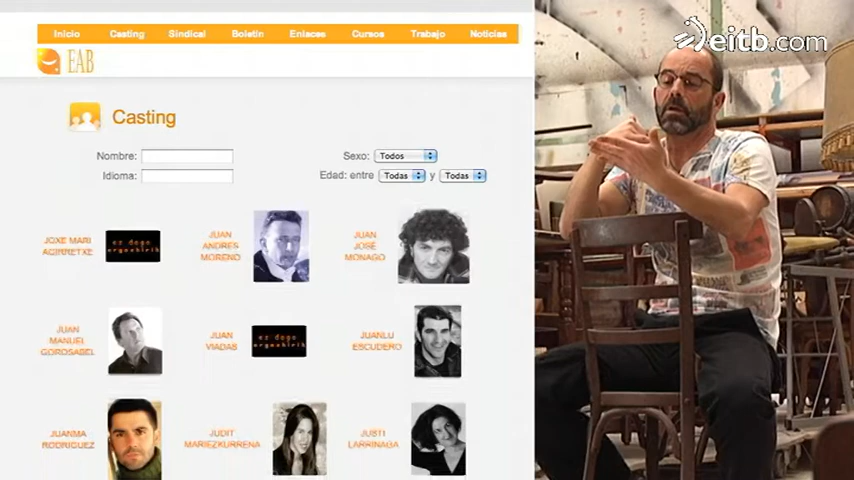 Inicio Casting Sindical Boletin Enlaces Cursos Trabajo Noticias
eitb.com
EAB
Casting
Nombre:
Sexo: Todos
Idioma:
Edad: entre Todas y Todas
JOXE MARI
AGIRRETXE
ez dago
argazkirik
JUAN
ANDRES
MORENO
JUAN
JOSÉ
MONAGO
JUAN
MANUEL
GOROSABEL
JUAN
VIADAS
ez dago
argazkirik
JUANLU
ESCUDERO
JUANMA
RODRIGUEZ
JUDIT
MARIEZKURRENA
JUSTI
LARRINAGA